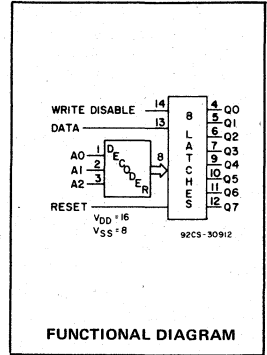 WRITE DISABLE 14
DATA 13
A0 1
A1 2
A2 3
DECODER
8
RESET
8
LATCHES
4 Q0
5 Q1
6 Q2
7 Q3
9 Q4
10 Q5
11 Q6
12 Q7
VDD = 16
VSS = 8
92CS-30912
FUNCTIONAL DIAGRAM